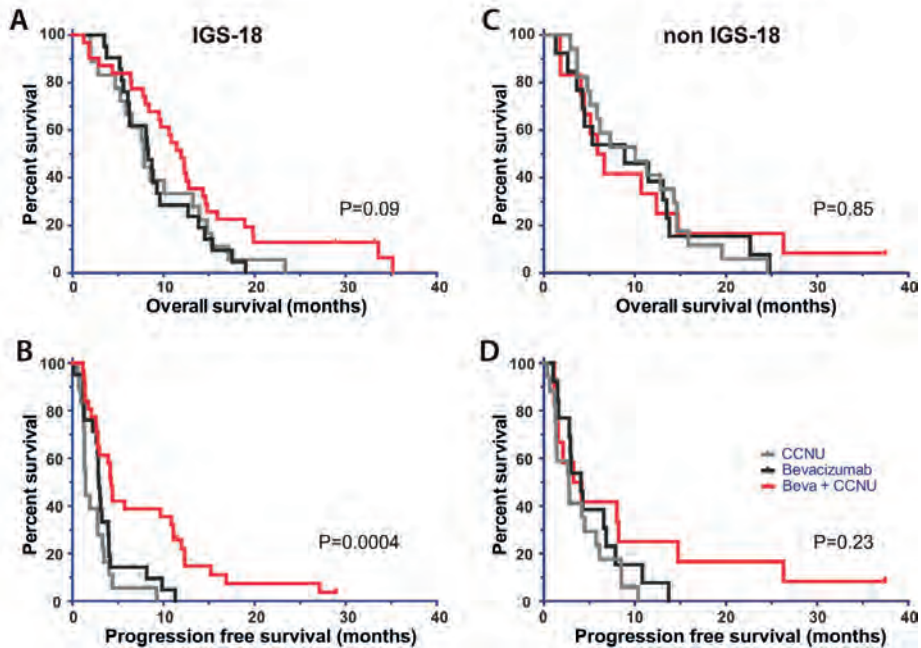 A
IGS-18
Percent survival
100
80
60
40
20
0
P=0.09
0
10
20
30
40
Overall survival (months)
C
non IGS-18
Percent survival
100
80
60
40
20
0
P=0.85
0
10
20
30
40
Overall survival (months)
B
Percent survival
100
80
60
40
20
0
P=0.0004
0
10
20
30
40
Progression free survival (months)
D
Percent survival
100
80
60
40
20
0
CCNU
Bevacizumab
Beva + CCNU
P=0.23
0
10
20
30
40
Progression free survival (months)